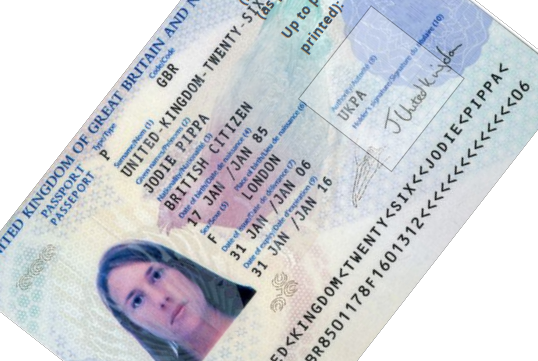 KINGDOM OF GREAT BRITAIN AND
PASSPORT
PASSEPORT
Type/Type
P
Code/Code
GBR
Surname/Nom (1)
UNITED-KINGDOM-TWENTY-SIX
Given names/Prénoms (2)
JODIE PIPPA
Nationality/Nationalité (3)
BRITISH CITIZEN
Date of birth/Date de naissance (4)
17 JAN /JAN 85
Sex/Sexe (5)
F
Place of birth/Lieu de naissance (6)
LONDON
Date of issue/Date de délivrance (7)
31 JAN /JAN 06
Date of expiry/Date d'expiration (9)
31 JAN /JAN 16
Up to
printed):
Authority/Autorité (8)
UKPA
Holder's signature/Signature du titulaire (10)
J United Kingdom
ED<KINGDOM<TWENTY<SIX<<JODIE<PIPPA<
BR8501178F1601312<<<<<<<<<<<<<<06